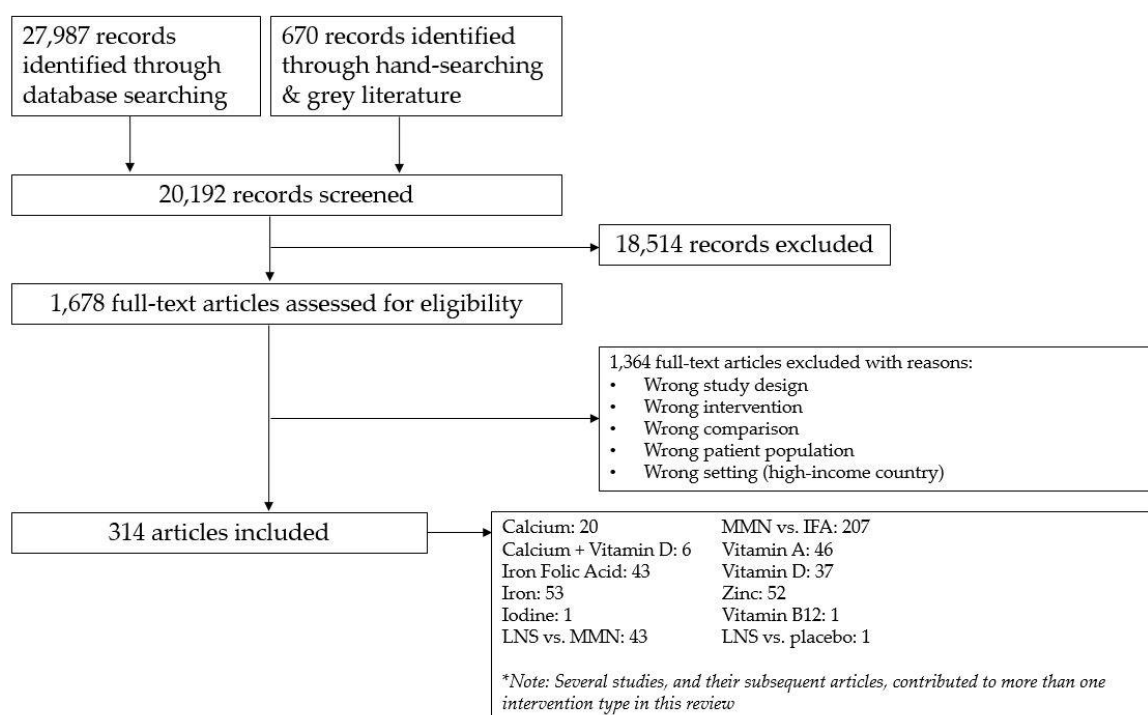 27,987 records
identified through
database searching
670 records identified
through hand-searching
& grey literature
20,192 records screened
18,514 records excluded
1,678 full-text articles assessed for eligibility
1,364 full-text articles excluded with reasons:
• Wrong study design
• Wrong intervention
• Wrong comparison
• Wrong patient population
• Wrong setting (high-income country)
314 articles included
Calcium: 20
Calcium + Vitamin D: 6
Iron Folic Acid: 43
Iron: 53
Iodine: 1
LNS vs. MMN: 43
MMN vs. IFA: 207
Vitamin A: 46
Vitamin D: 37
Zinc: 52
Vitamin B12: 1
LNS vs. placebo: 1
*Note: Several studies, and their subsequent articles, contributed to more than one
intervention type in this review